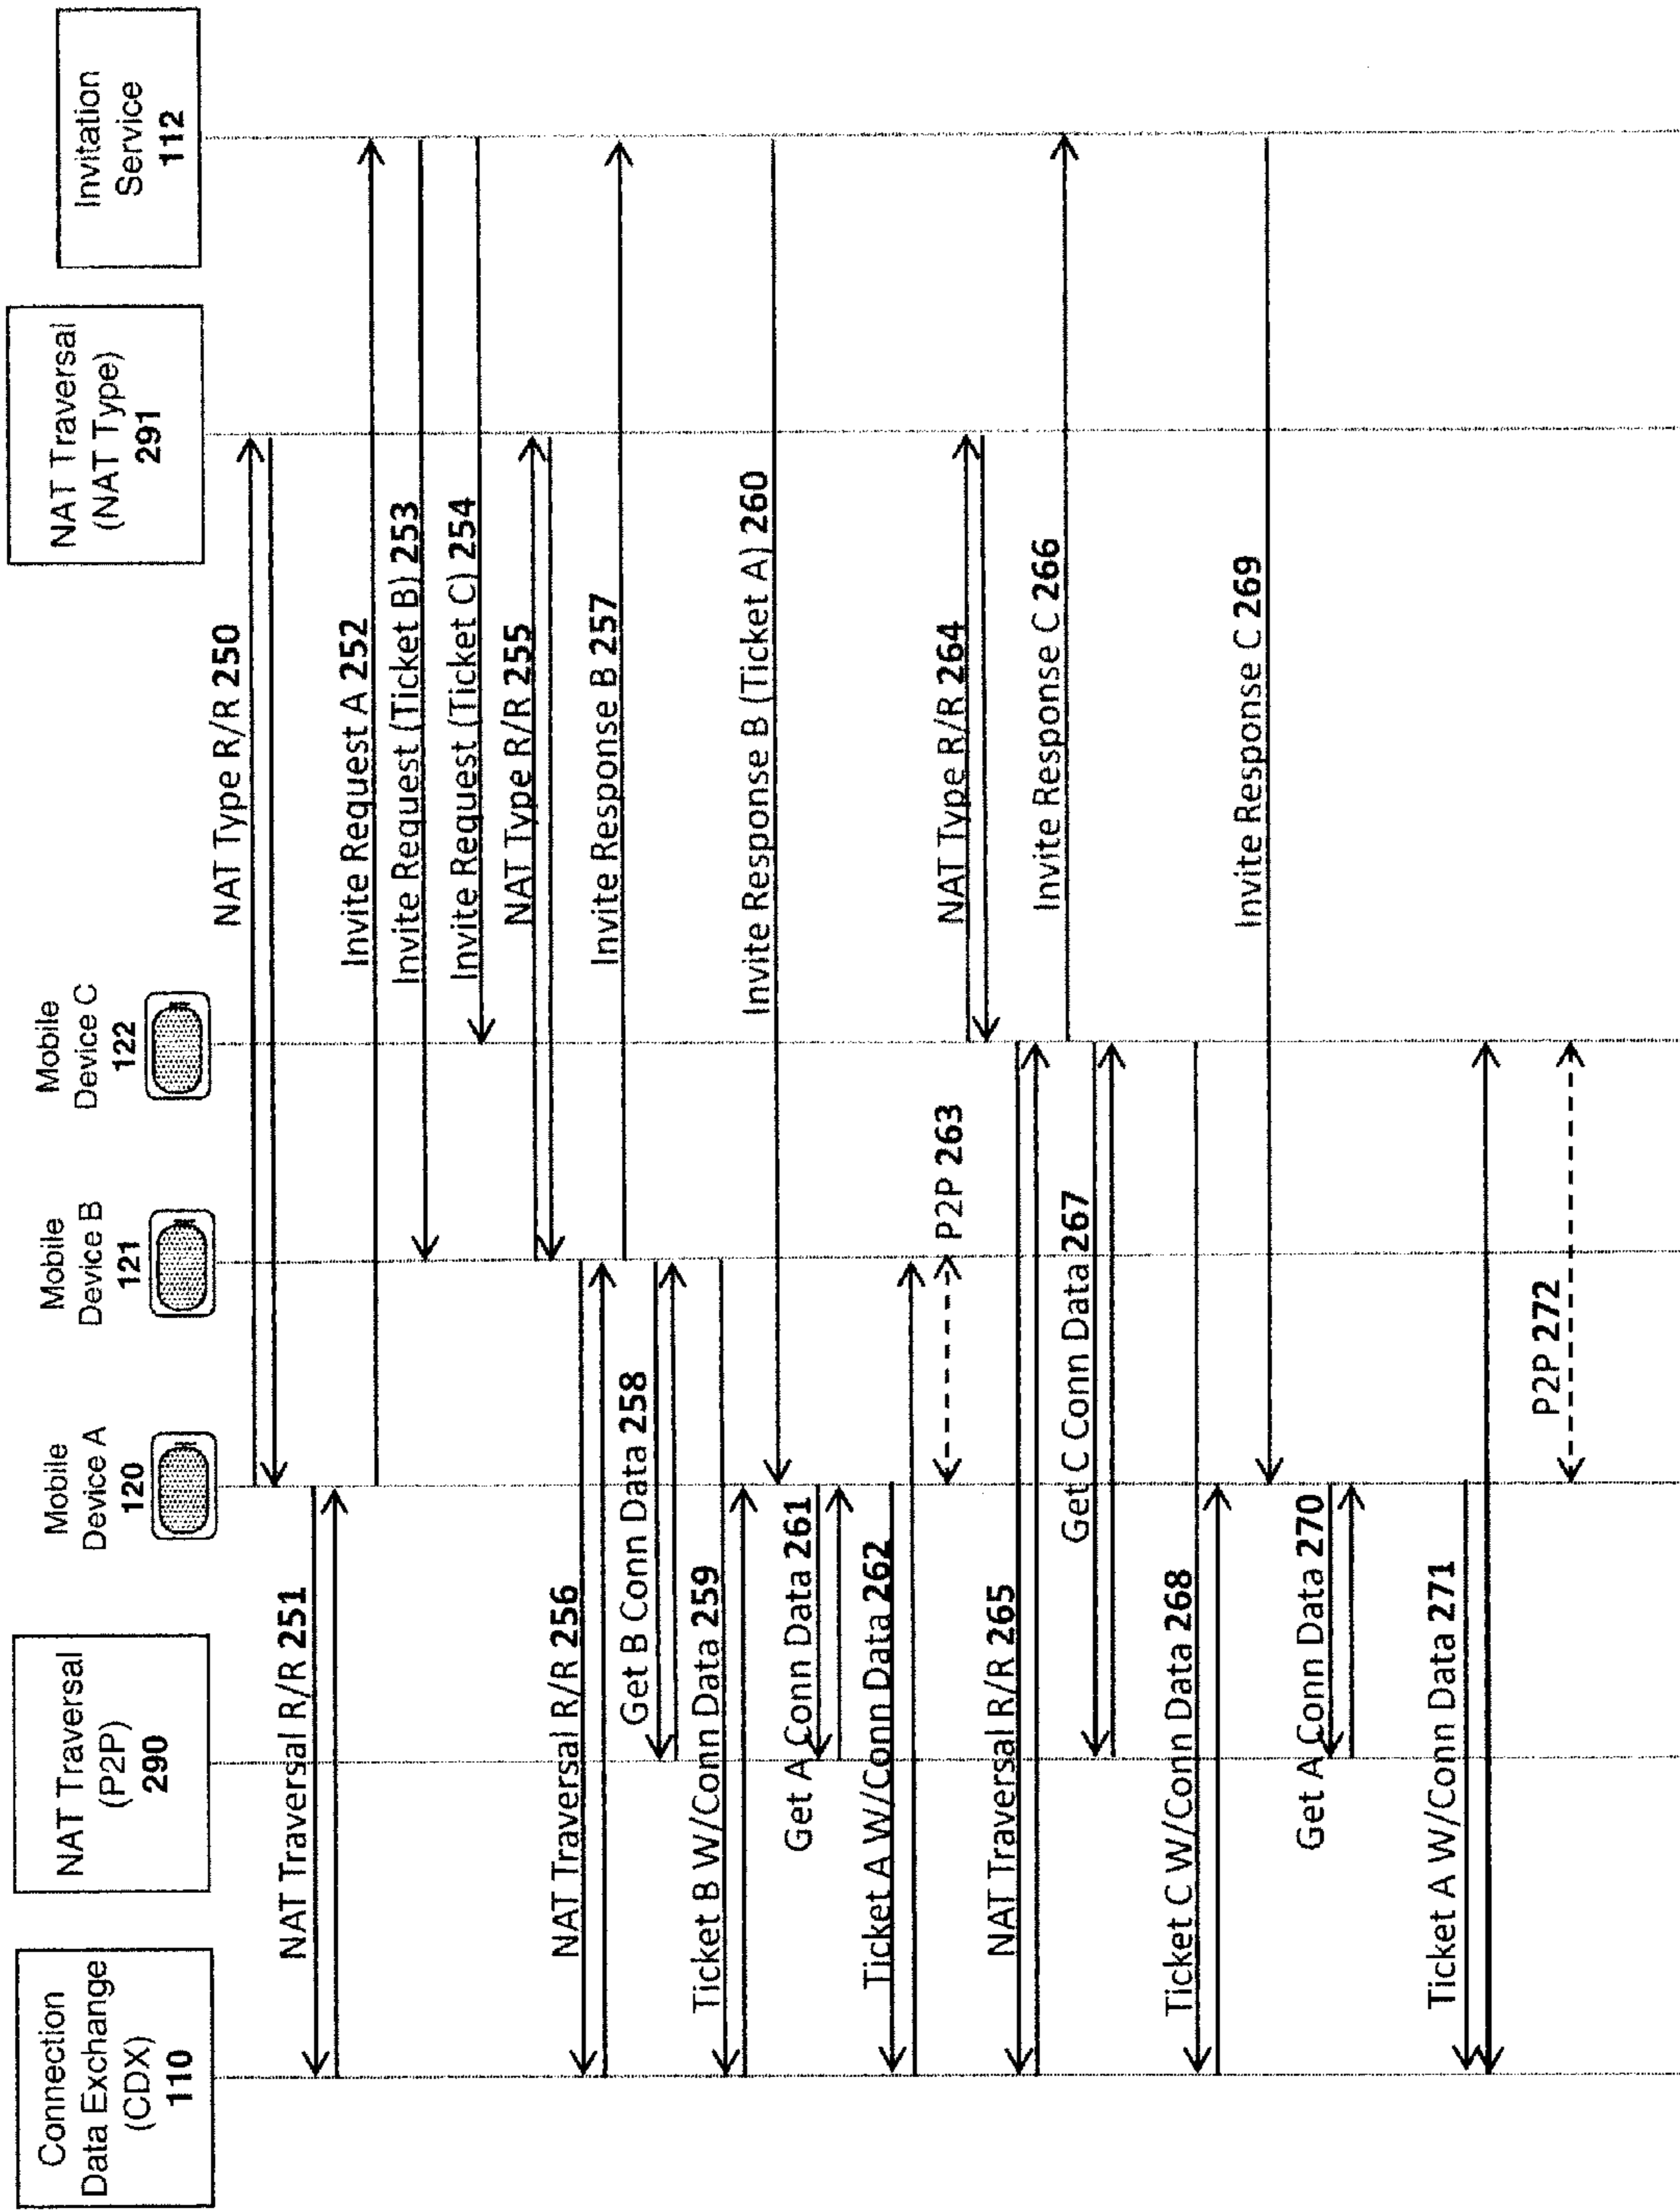 Connection
Data Exchange
(CDX)
110
NAT Traversal
(P2P)
290
Mobile
Device A
120
Mobile
Device B
121
Mobile
Device C
122
NAT Traversal
(NAT Type)
291
Invitation
Service
112
NAT Type R/R 250
NAT Traversal R/R 251
Invite Request A 252
Invite Request (Ticket B) 253
Invite Request (Ticket C) 254
NAT Type R/R 255
NAT Traversal R/R 256
Invite Response B 257
Get B Conn Data 258
Ticket B W/Conn Data 259
Invite Response B (Ticket A) 260
Get A Conn Data 261
Ticket A W/Conn Data 262
P2P 263
NAT Type R/R 264
NAT Traversal R/R 265
Invite Response C 266
Get C Conn Data 267
Ticket C W/Conn Data 268
Invite Response C 269
Get A Conn Data 270
Ticket A W/Conn Data 271
P2P 272